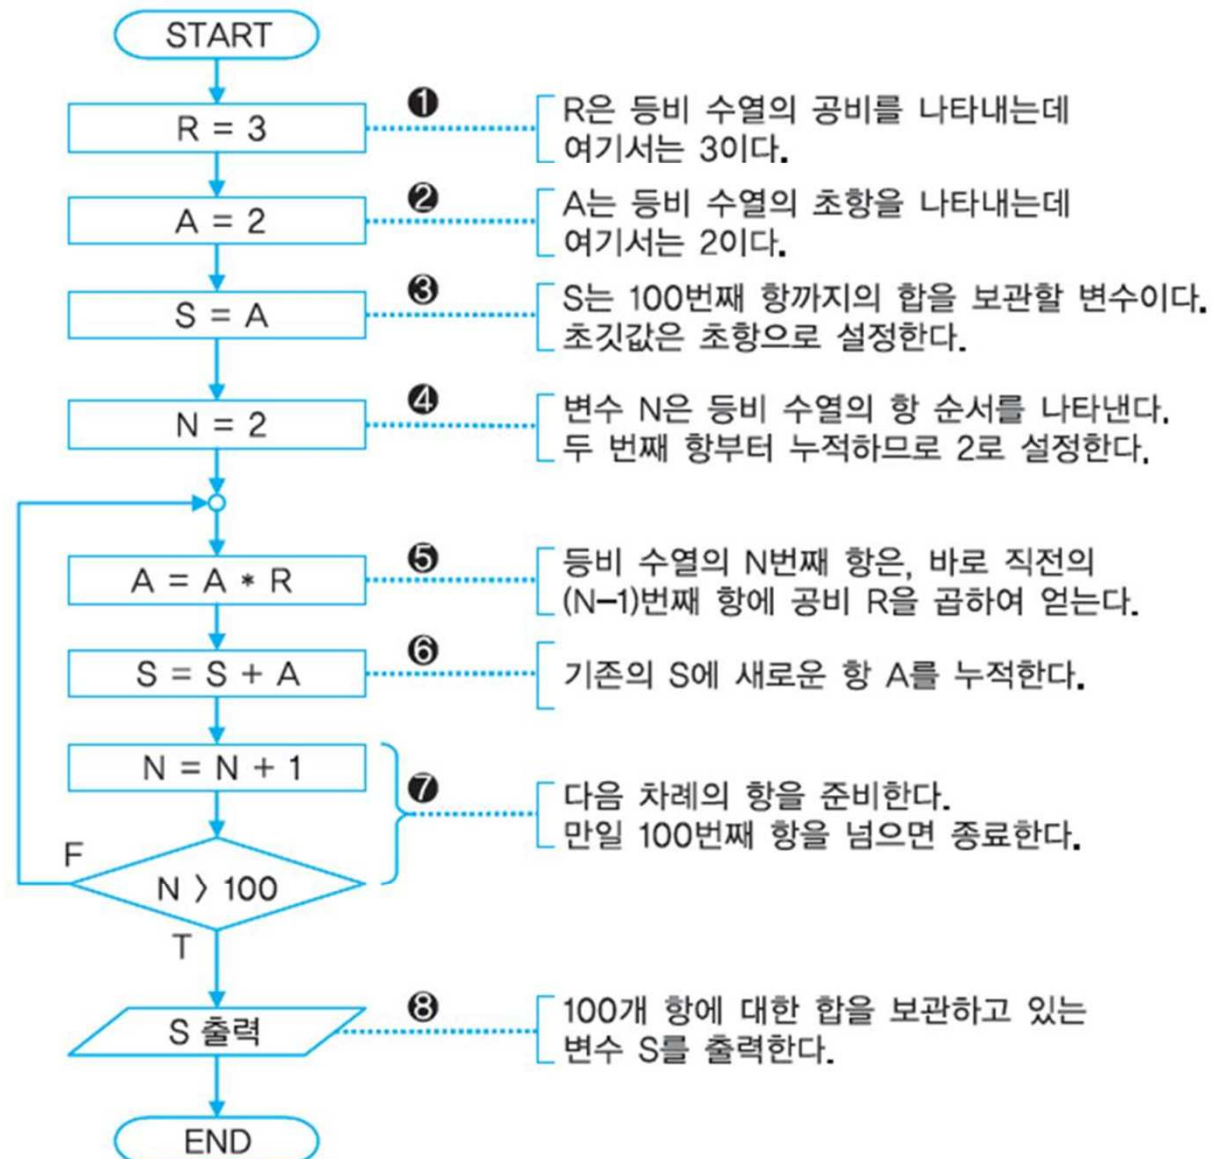 START
R = 3
❶
R은 등비 수열의 공비를 나타내는데
여기서는 3이다.
A = 2
❷
A는 등비 수열의 초항을 나타내는데
여기서는 2이다.
S = A
❸
S는 100번째 항까지의 합을 보관할 변수이다.
초깃값은 초항으로 설정한다.
N = 2
❹
변수 N은 등비 수열의 항 순서를 나타낸다.
두 번째 항부터 누적하므로 2로 설정한다.
A = A * R
❺
등비 수열의 N번째 항은, 바로 직전의
(N−1)번째 항에 공비 R을 곱하여 얻는다.
S = S + A
❻
기존의 S에 새로운 항 A를 누적한다.
N = N + 1
❼
다음 차례의 항을 준비한다.
만일 100번째 항을 넘으면 종료한다.
F
N > 100
T
S 출력
❽
100개 항에 대한 합을 보관하고 있는
변수 S를 출력한다.
END